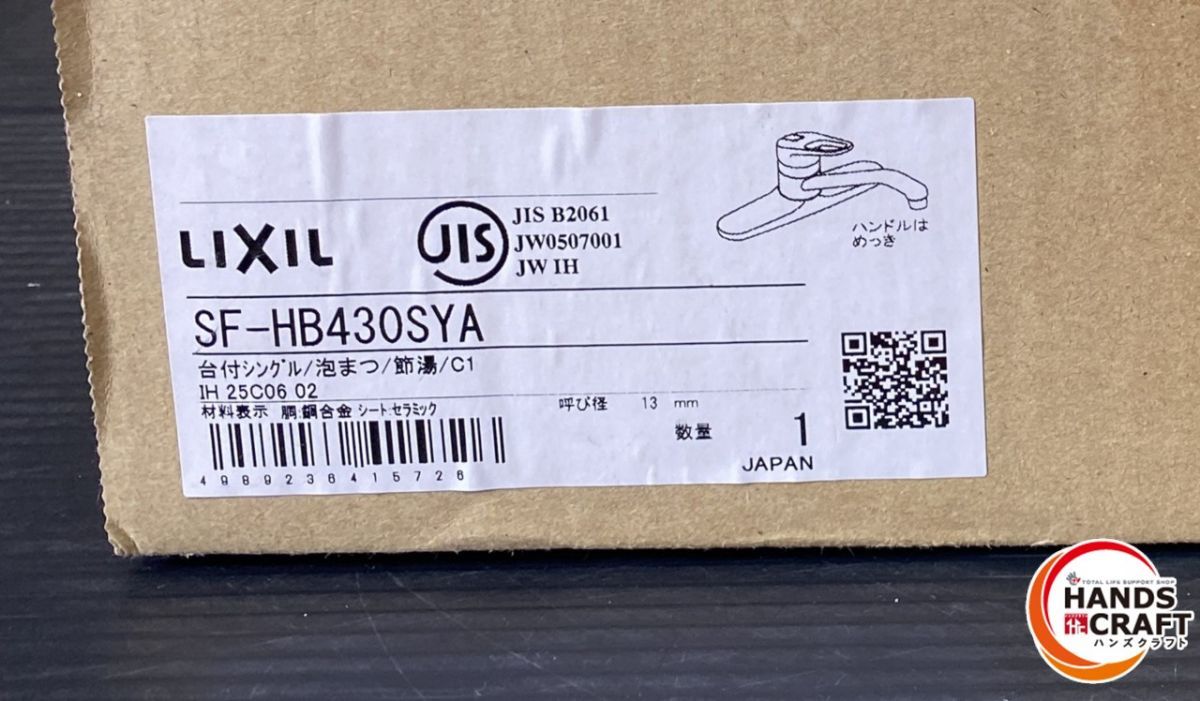 LIXIL
JIS
JIS B2061
JW0507001
JW IH
ハンドルは
めっき
SF-HB430SYA
台付シングル/泡まつ/節湯/C1
IH 25C06 02
材料表示 胴:銅合金 シート:セラミック
呼び径 13 mm
数量 1
4989236415726
JAPAN
TOTAL LIFE SUPPORT SHOP
HANDS
CRAFT
ハンズクラフト